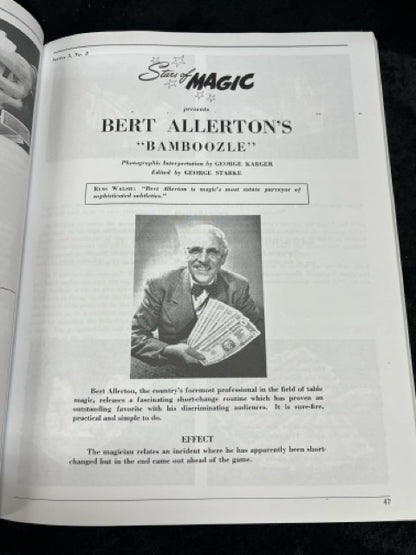 Series 3, No. 2
Stars of MAGIC
presents
BERT ALLERTON'S
"BAMBOOZLE"
Photographic Interpretation by GEORGE KARGER
Edited by GEORGE STARKE
RUSS WALSH: "Bert Allerton is magic's most astute purveyor of
sophisticated subtleties."
Bert Allerton, the country's foremost professional in the field of table
magic, releases a fascinating short-change routine which has proven an
outstanding favorite with his discriminating audiences. It is sure-fire,
practical and simple to do.
EFFECT
The magician relates an incident where he has apparently been short-
changed but in the end came out ahead of the game.
47